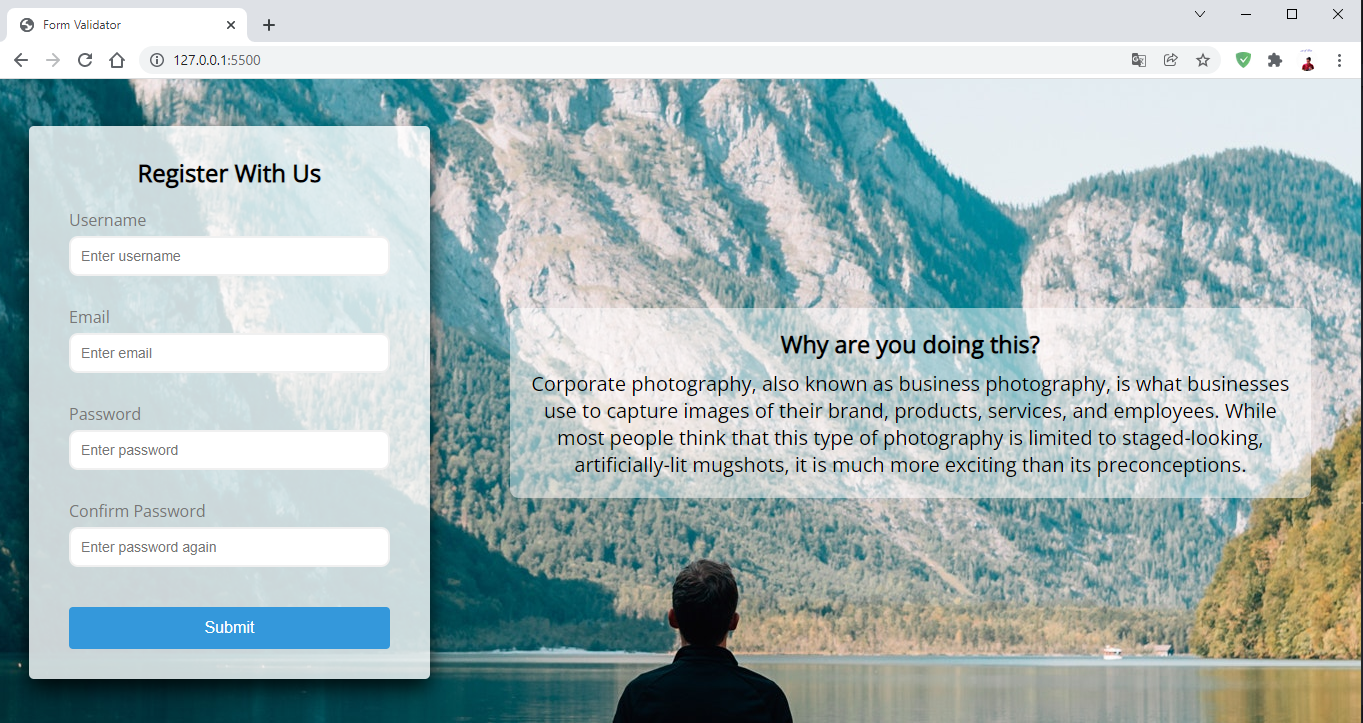 Form Validator
127.0.0.1:5500
Register With Us
Username
Enter username
Email
Enter email
Password
Enter password
Confirm Password
Enter password again
Submit
Why are you doing this?
Corporate photography, also known as business photography, is what businesses
use to capture images of their brand, products, services, and employees. While
most people think that this type of photography is limited to staged-looking,
artificially-lit mugshots, it is much more exciting than its preconceptions.